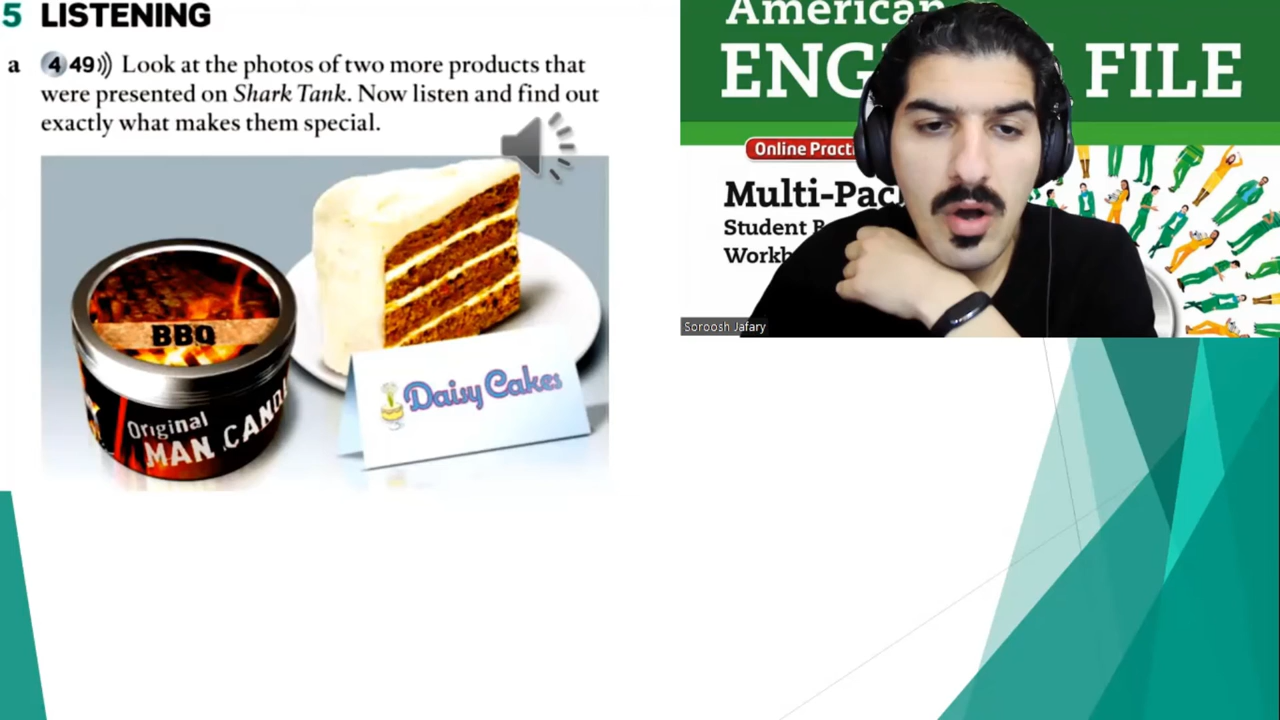 5 LISTENING
a 4 49))) Look at the photos of two more products that
were presented on Shark Tank. Now listen and find out
exactly what makes them special.
BBQ
Original
MAN CANDL
Daisy Cakes
American
ENG FILE
Online Practi
Multi-Pac
Student B
Workb
Soroosh Jafary